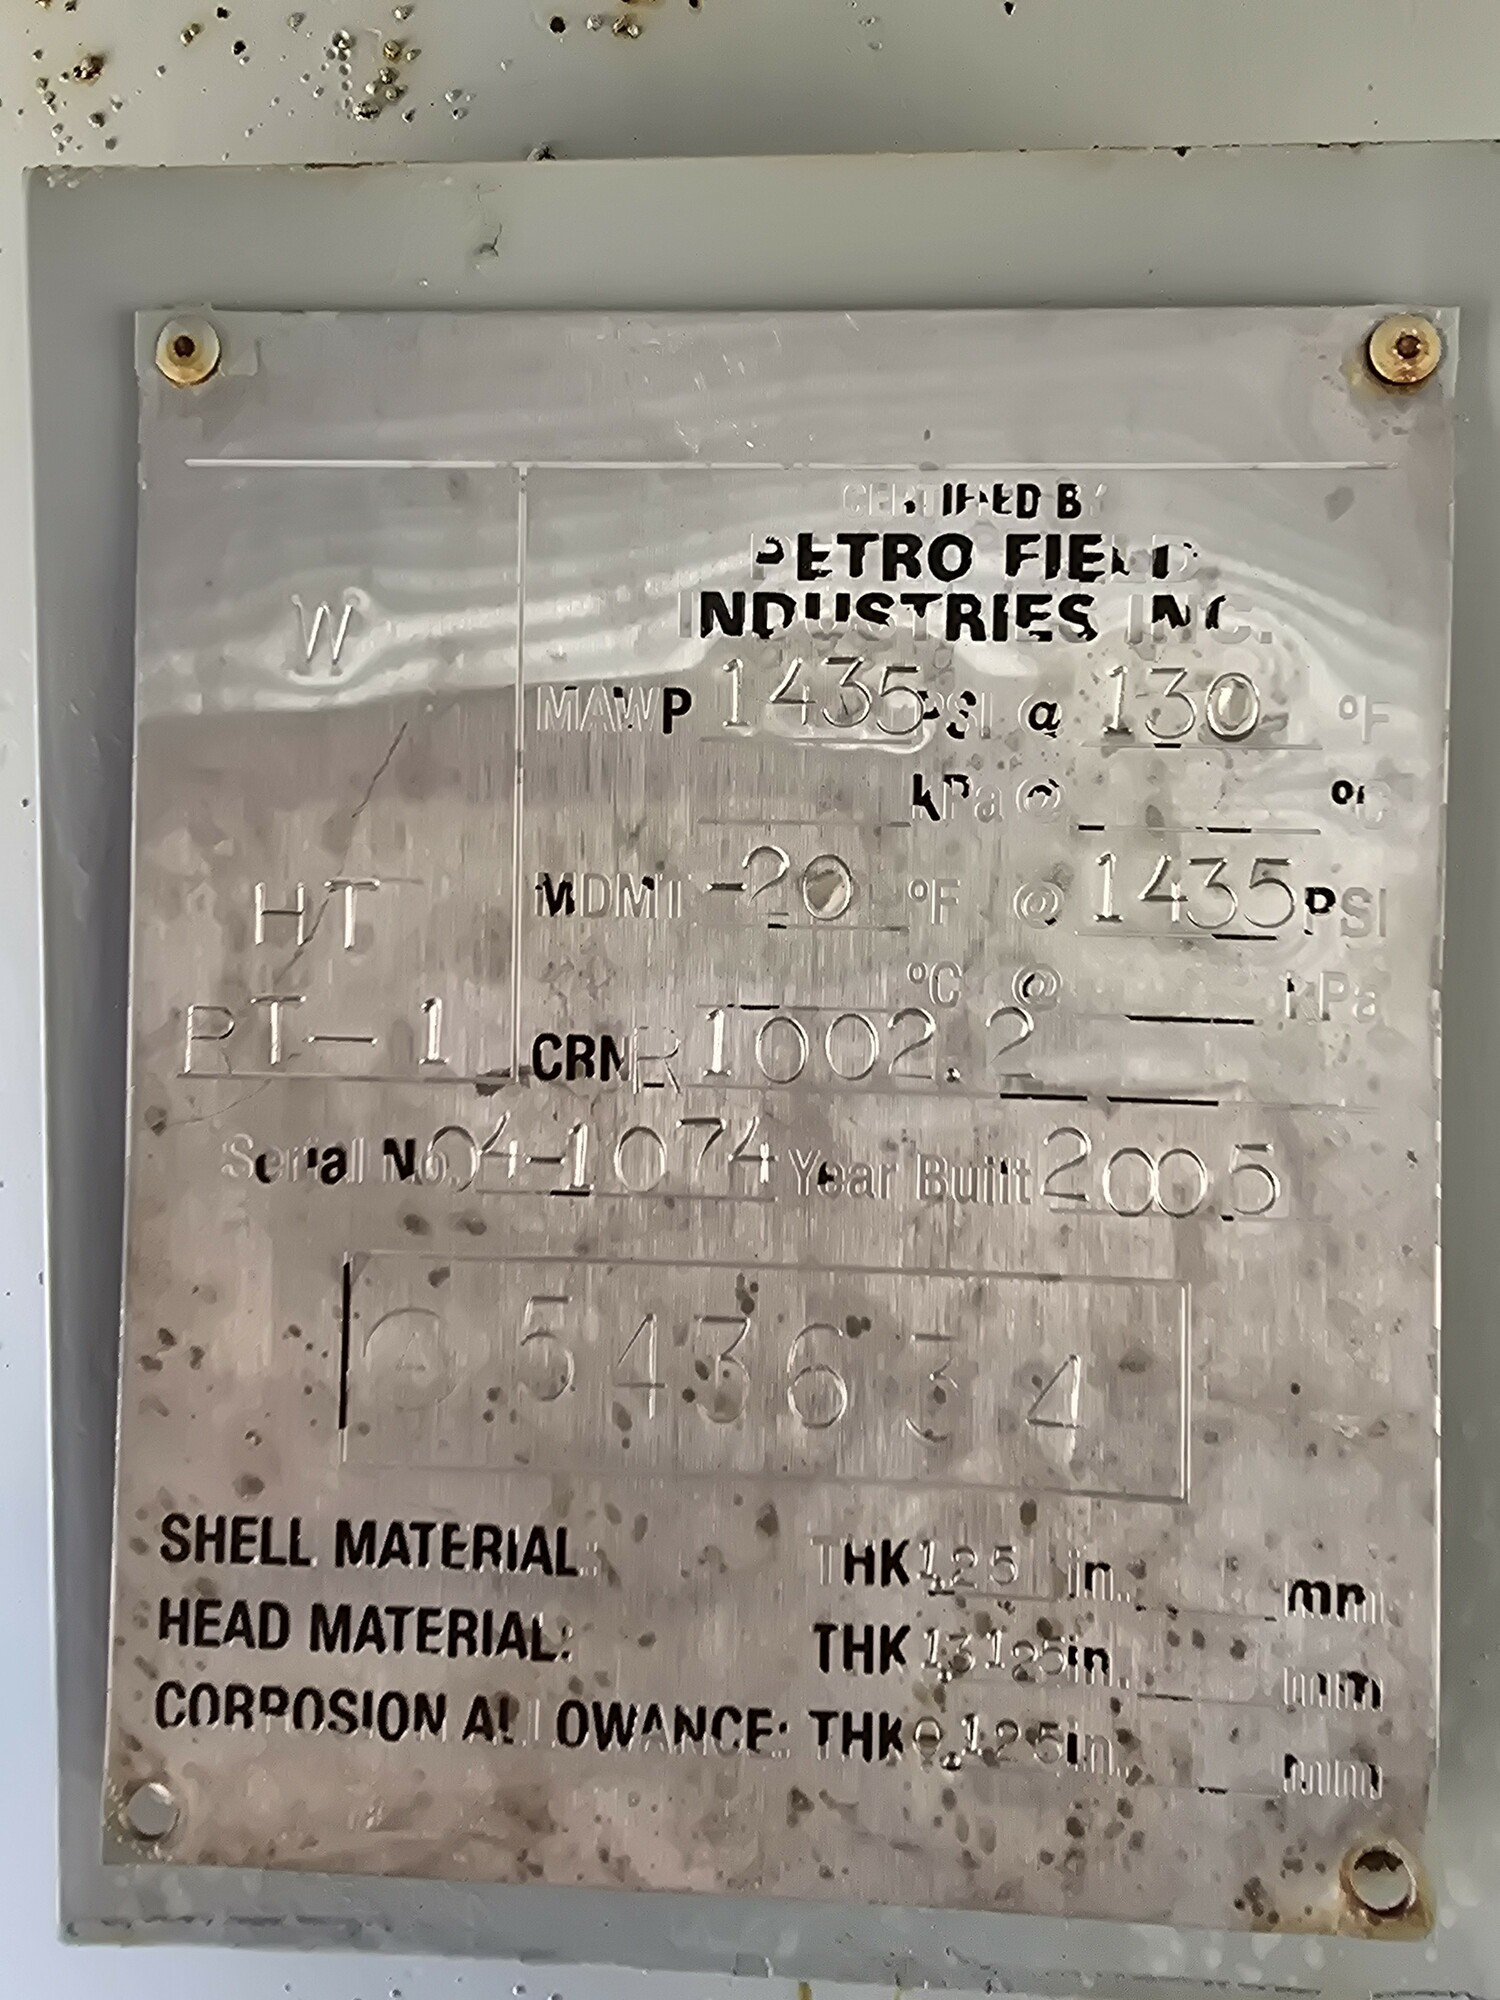 CERTIFIED BY
PETRO FIELD
INDUSTRIES INC.
W
MAWP 1435 PSI @ 130 °F
kPa @ °C
HT
MDMT -20 °F @ 1435 PSI
°C @ kPa
RT-1
CRN R1002.2
Serial No. 04-1074 Year Built 2005
A 543634
SHELL MATERIAL: THK 1.25 in. mm
HEAD MATERIAL: THK 1.3125 in. mm
CORROSION ALLOWANCE: THK 0.125 in. mm